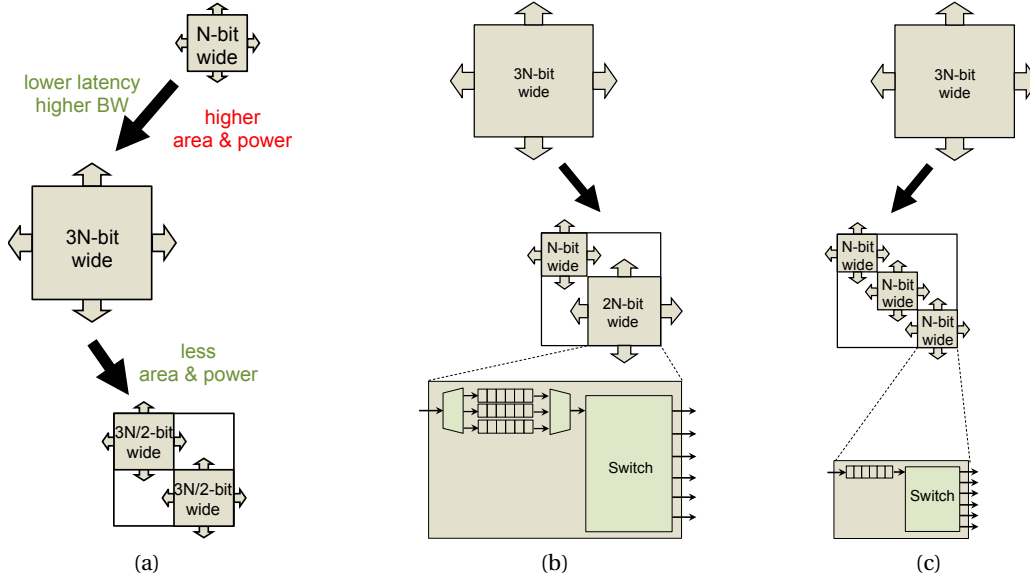 N-bit
wide
lower latency
higher BW
higher
area & power
3N-bit
wide
less
area & power
3N/2-bit
wide
3N/2-bit
wide
(a)
3N-bit
wide
N-bit
wide
2N-bit
wide
Switch
(b)
3N-bit
wide
N-bit
wide
N-bit
wide
N-bit
wide
Switch
(c)